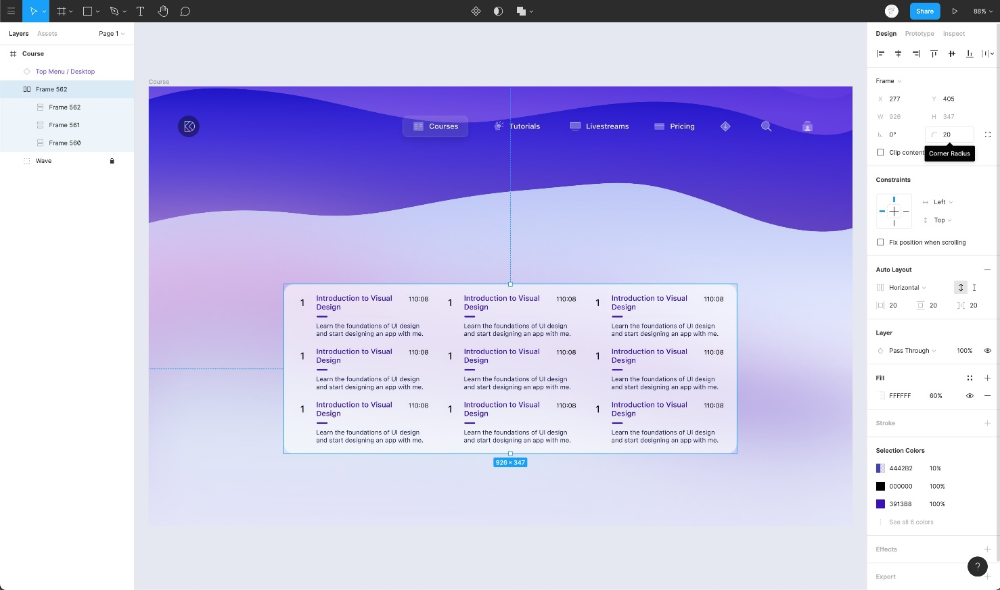 T
Share
88%
Layers
Assets
Page 1
Course
Top Menu / Desktop
Frame 562
Frame 562
Frame 561
Frame 560
Wave
Course
Courses
Tutorials
Livestreams
Pricing
1
Introduction to Visual
Design
110:08
Learn the foundations of UI design
and start designing an app with me.
1
Introduction to Visual
Design
110:08
Learn the foundations of UI design
and start designing an app with me.
1
Introduction to Visual
Design
110:08
Learn the foundations of UI design
and start designing an app with me.
1
Introduction to Visual
Design
110:08
Learn the foundations of UI design
and start designing an app with me.
1
Introduction to Visual
Design
110:08
Learn the foundations of UI design
and start designing an app with me.
1
Introduction to Visual
Design
110:08
Learn the foundations of UI design
and start designing an app with me.
1
Introduction to Visual
Design
110:08
Learn the foundations of UI design
and start designing an app with me.
1
Introduction to Visual
Design
110:08
Learn the foundations of UI design
and start designing an app with me.
1
Introduction to Visual
Design
110:08
Learn the foundations of UI design
and start designing an app with me.
926 × 347
Design
Prototype
Inspect
Frame
X 277
Y 405
W 926
H 347
0°
20
Clip content
Corner Radius
Constraints
Left
Top
Fix position when scrolling
Auto Layout
Horizontal
20
20
20
Layer
Pass Through
100%
Fill
FFFFFF
60%
Stroke
Selection Colors
4442B2
10%
000000
100%
3913B8
100%
See all 6 colors
Effects
Export
?